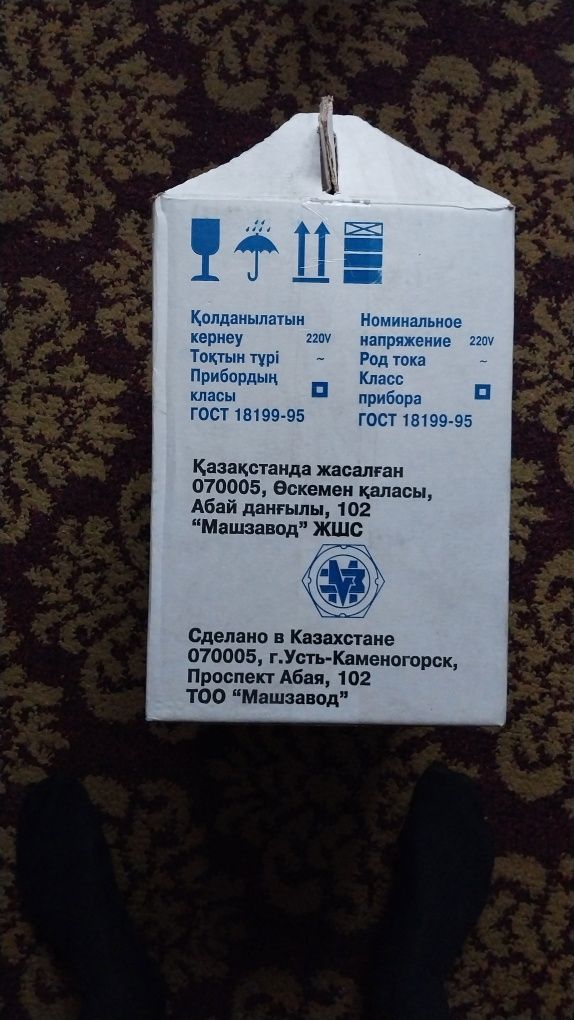 Қолданылатын
кернеу 220V
Тоқтын түрі ~
Прибордың
класы
ГОСТ 18199-95
Номинальное
напряжение 220V
Род тока ~
Класс
прибора
ГОСТ 18199-95
Қазақстанда жасалған
070005, Өскемен қаласы,
Абай данғылы, 102
“Машзавод” ЖШС
Сделано в Казахстане
070005, г.Усть-Каменогорск,
Проспект Абая, 102
ТОО “Машзавод”